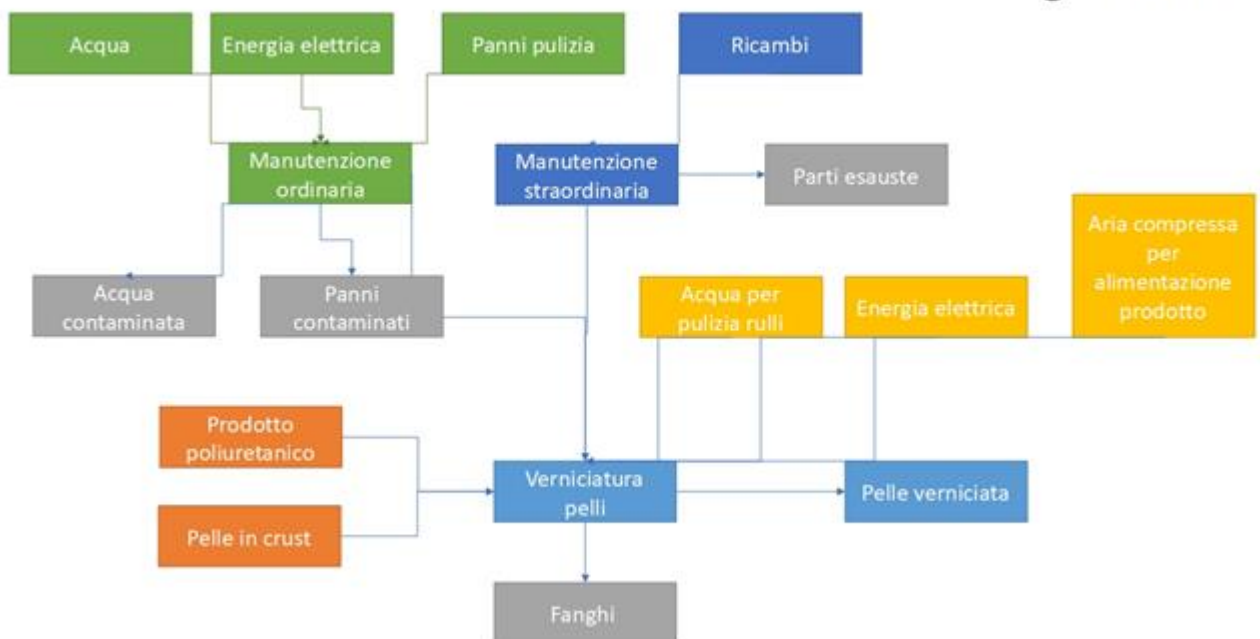 Acqua
Energia elettrica
Panni pulizia
Ricambi
Manutenzione
ordinaria
Manutenzione
straordinaria
Parti esauste
Aria compressa
per
alimentazione
prodotto
Acqua
contaminata
Panni
contaminati
Acqua per
pulizia rulli
Energia elettrica
Prodotto
poliuretanico
Pelle in crust
Verniciatura
pelli
Pelle verniciata
Fanghi